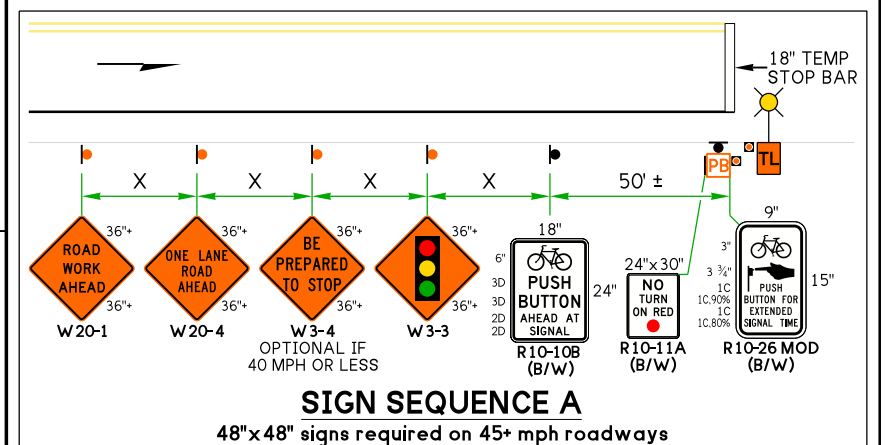 18" TEMP
STOP BAR
PB
TL
X
X
X
X
50' ±
36"+
36"+
36"+
36"+
36"+
36"+
36"+
36"+
ROAD
WORK
AHEAD
ONE LANE
ROAD
AHEAD
BE
PREPARED
TO STOP
18"
6"
3D
3D
2D
2D
24"
PUSH
BUTTON
AHEAD AT
SIGNAL
24"x30"
NO
TURN
ON RED
9"
3"
3 ¾"
1C
1C,90%
1C
1C,80%
15"
PUSH
BUTTON FOR
EXTENDED
SIGNAL TIME
W20-1
W20-4
W3-4
OPTIONAL IF
40 MPH OR LESS
W3-3
R10-10B
(B/W)
R10-11A
(B/W)
R10-26 MOD
(B/W)
SIGN SEQUENCE A
48"x48" signs required on 45+ mph roadways